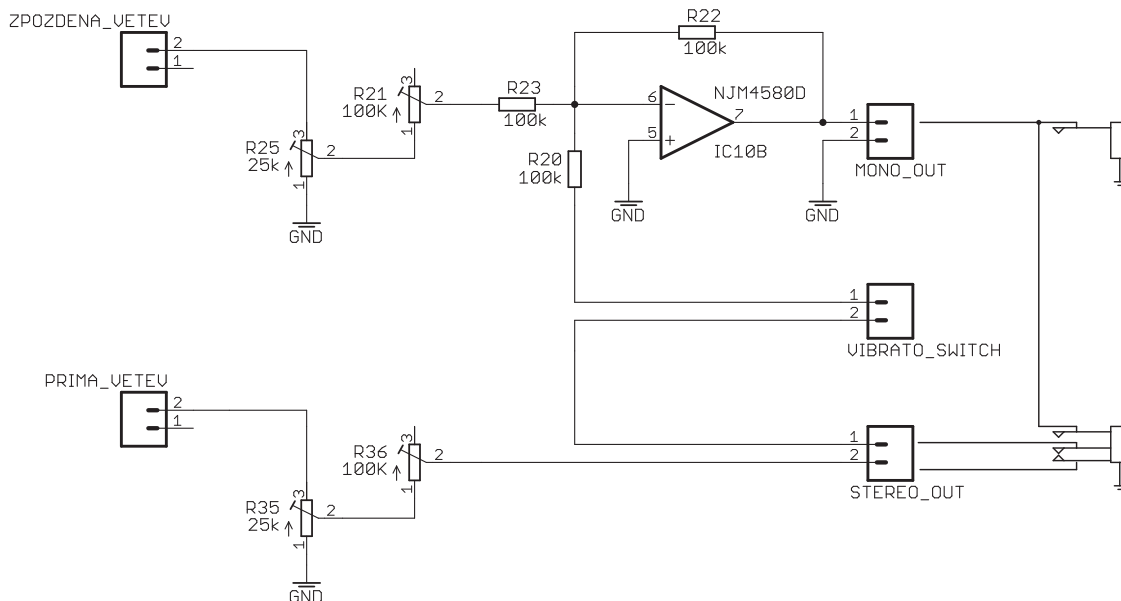 ZPOZDENA_VETEV
2
1
R25
25k
3
2
1
GND
R21
100K
3
2
1
R23
100k
R22
100k
R20
100k
6
5
7
NJM4580D
IC10B
GND
GND
1
2
MONO_OUT
1
2
VIBRATO_SWITCH
PRIMA_VETEV
2
1
R35
25k
3
2
1
GND
R36
100K
3
2
1
1
2
STEREO_OUT